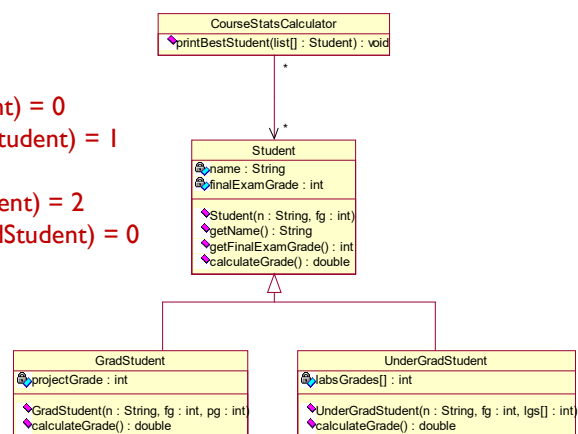 CourseStatsCalculator
printBestStudent(list[] : Student) : void
*
*
nt) = 0
tudent) = 1
ent) = 2
dStudent) = 0
Student
name : String
finalExamGrade : int
Student(n : String, fg : int)
getName() : String
getFinalExamGrade() : int
calculateGrade() : double
GradStudent
projectGrade : int
GradStudent(n : String, fg : int, pg : int)
calculateGrade() : double
UnderGradStudent
labsGrades[] : int
UnderGradStudent(n : String, fg : int, lgs[] : int)
calculateGrade() : double